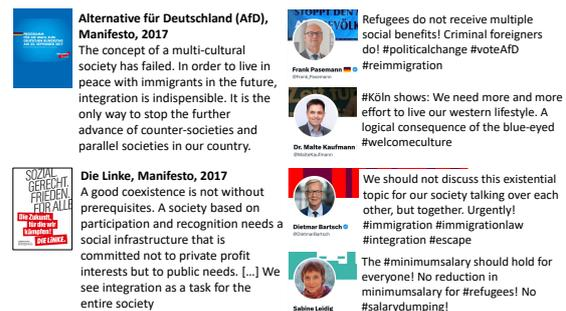 Alternative für Deutschland (AfD),
Manifesto, 2017
The concept of a multi-cultural
society has failed. In order to live in
peace with immigrants in the future,
integration is indispensible. It is the
only way to stop the further
advance of counter-societies and
parallel societies in our country.
SOZIAL.
GERECHT.
FRIEDEN.
FÜR ALLE
Die Zukunft,
für die wir
kämpfen!
DIE LINKE.
Die Linke, Manifesto, 2017
A good coexistence is not without
prerequisites. A society based on
participation and recognition needs a
social infrastructure that is
committed not to private profit
interests but to public needs. [...] We
see integration as a task for the
entire society
Frank Pasemann
@Frank_Pasemann
Refugees do not receive multiple
social benefits! Criminal foreigners
do! #politicalchange #voteAfD
#reimmigration
Dr. Malte Kaufmann
@MalteKaufmann
#Köln shows: We need more and more
effort to live our western lifestyle. A
logical consequence of the blue-eyed
#welcomeculture
Dietmar Bartsch
@DietmarBartsch
We should not discuss this existential
topic for our society talking over each
other, but together. Urgently!
#immigration #immigrationlaw
#integration #escape
Sabine Leidig
The #minimumsalary should hold for
everyone! No reduction in
minimumsalary for #refugees! No
#salarydumping!